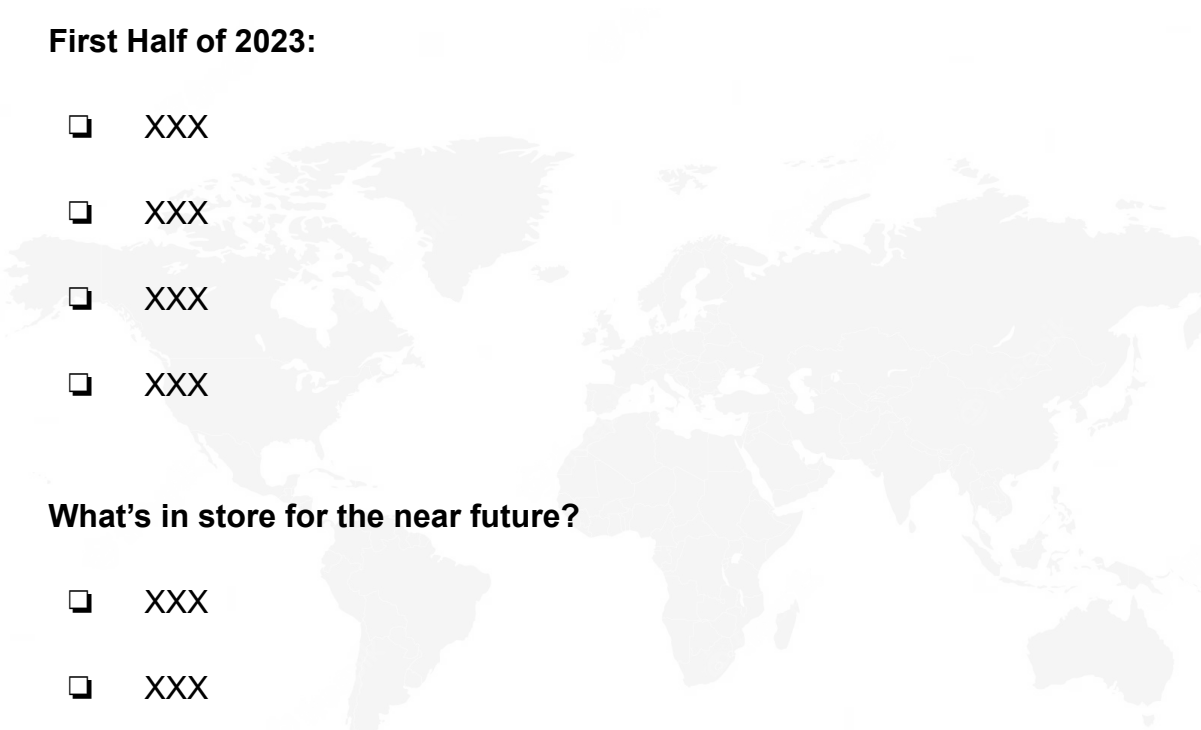 First Half of 2023:
❏ XXX
❏ XXX
❏ XXX
❏ XXX
What’s in store for the near future?
❏ XXX
❏ XXX